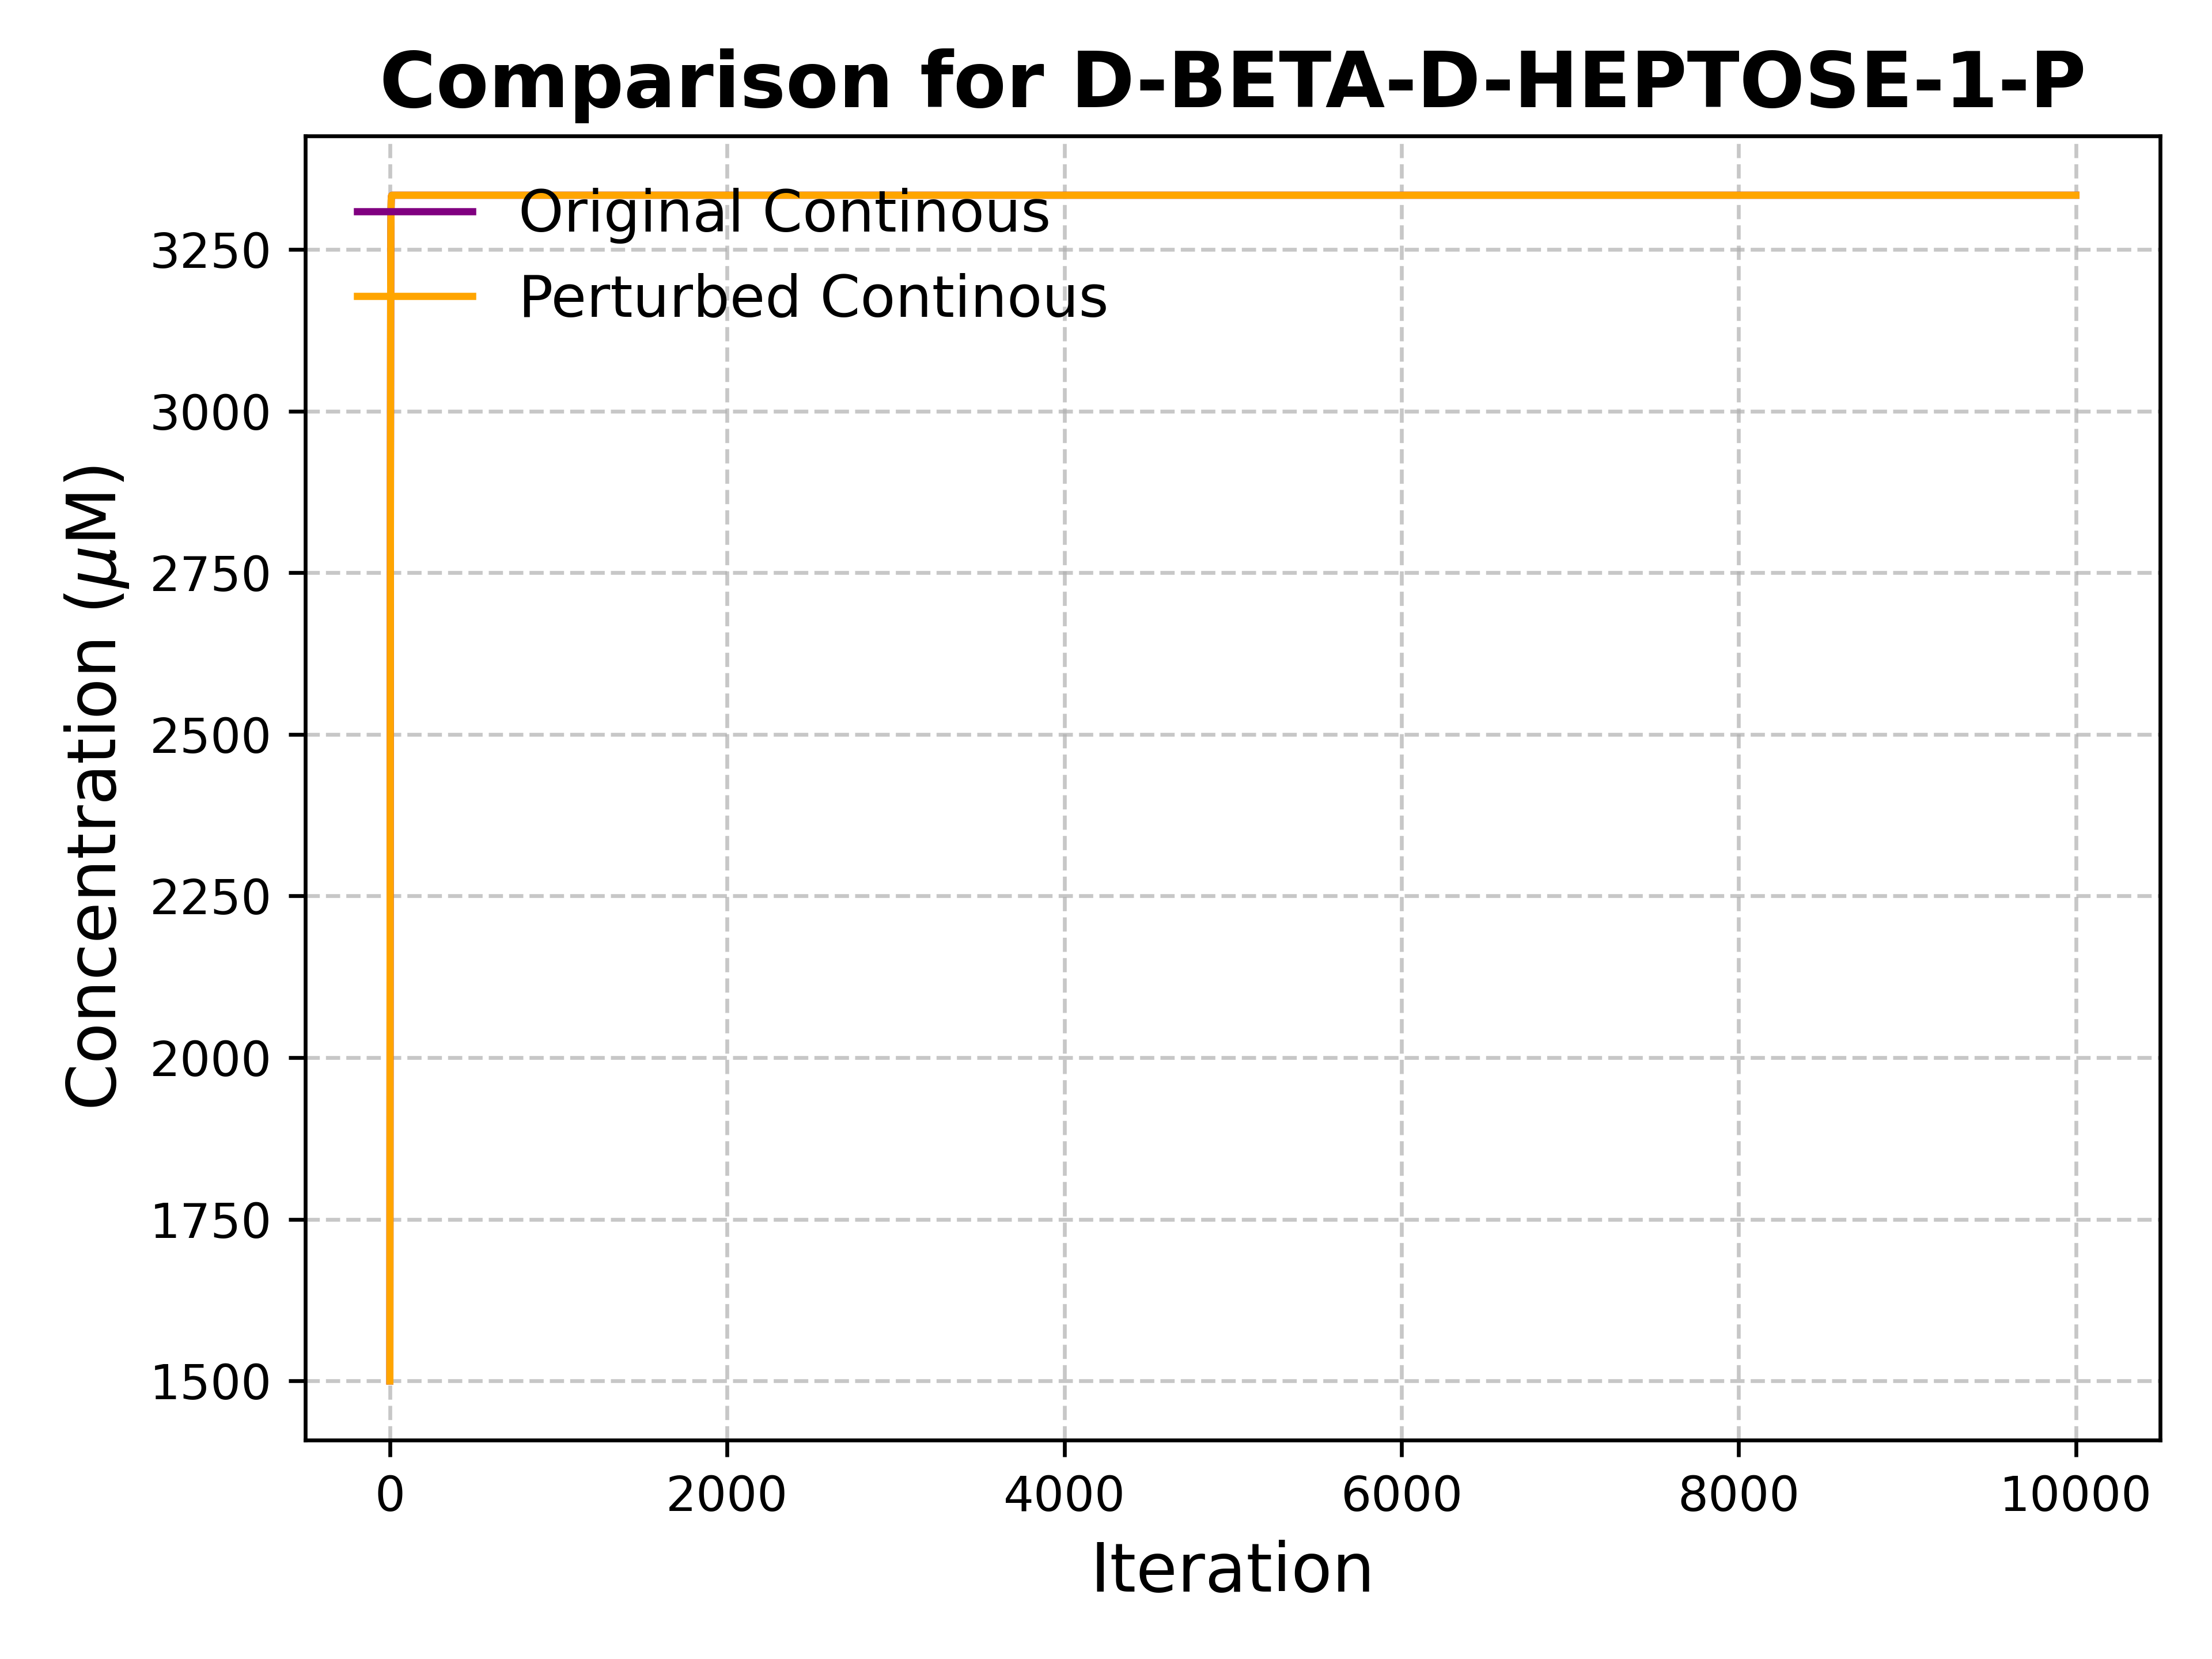 Comparison for D-BETA-D-HEPTOSE-1-P
Original Continous
Perturbed Continous
Concentration (μM)
3250
3000
2750
2500
2250
2000
1750
1500
0
2000
4000
6000
8000
10000
Iteration